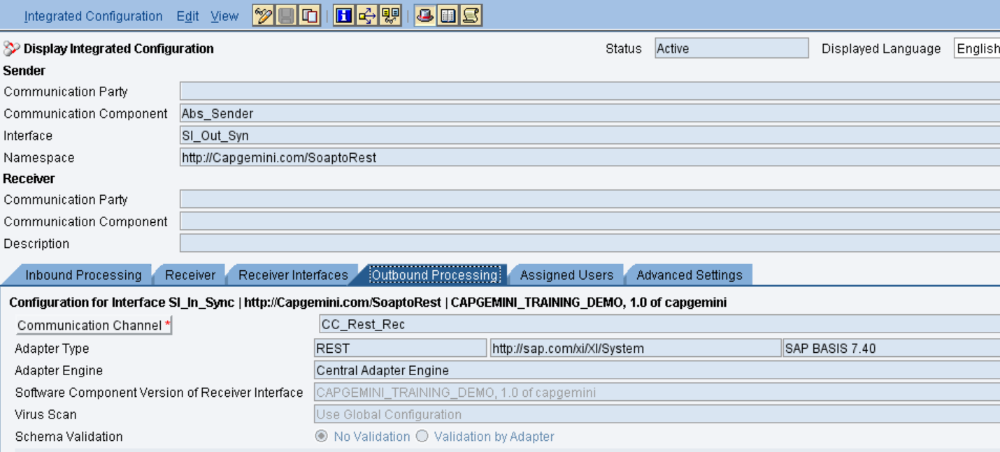 Integrated Configuration Edit View
Display Integrated Configuration Status Active Displayed Language English
Sender
Communication Party
Communication Component Abs_Sender
Interface SI_Out_Syn
Namespace http://Capgemini.com/SoaptoRest
Receiver
Communication Party
Communication Component
Description
Inbound Processing Receiver Receiver Interfaces Outbound Processing Assigned Users Advanced Settings
Configuration for Interface SI_In_Sync | http://Capgemini.com/SoaptoRest | CAPGEMINI_TRAINING_DEMO, 1.0 of capgemini
Communication Channel * CC_Rest_Rec
Adapter Type REST http://sap.com/xi/XI/System SAP BASIS 7.40
Adapter Engine Central Adapter Engine
Software Component Version of Receiver Interface CAPGEMINI_TRAINING_DEMO, 1.0 of capgemini
Virus Scan Use Global Configuration
Schema Validation No Validation Validation by Adapter